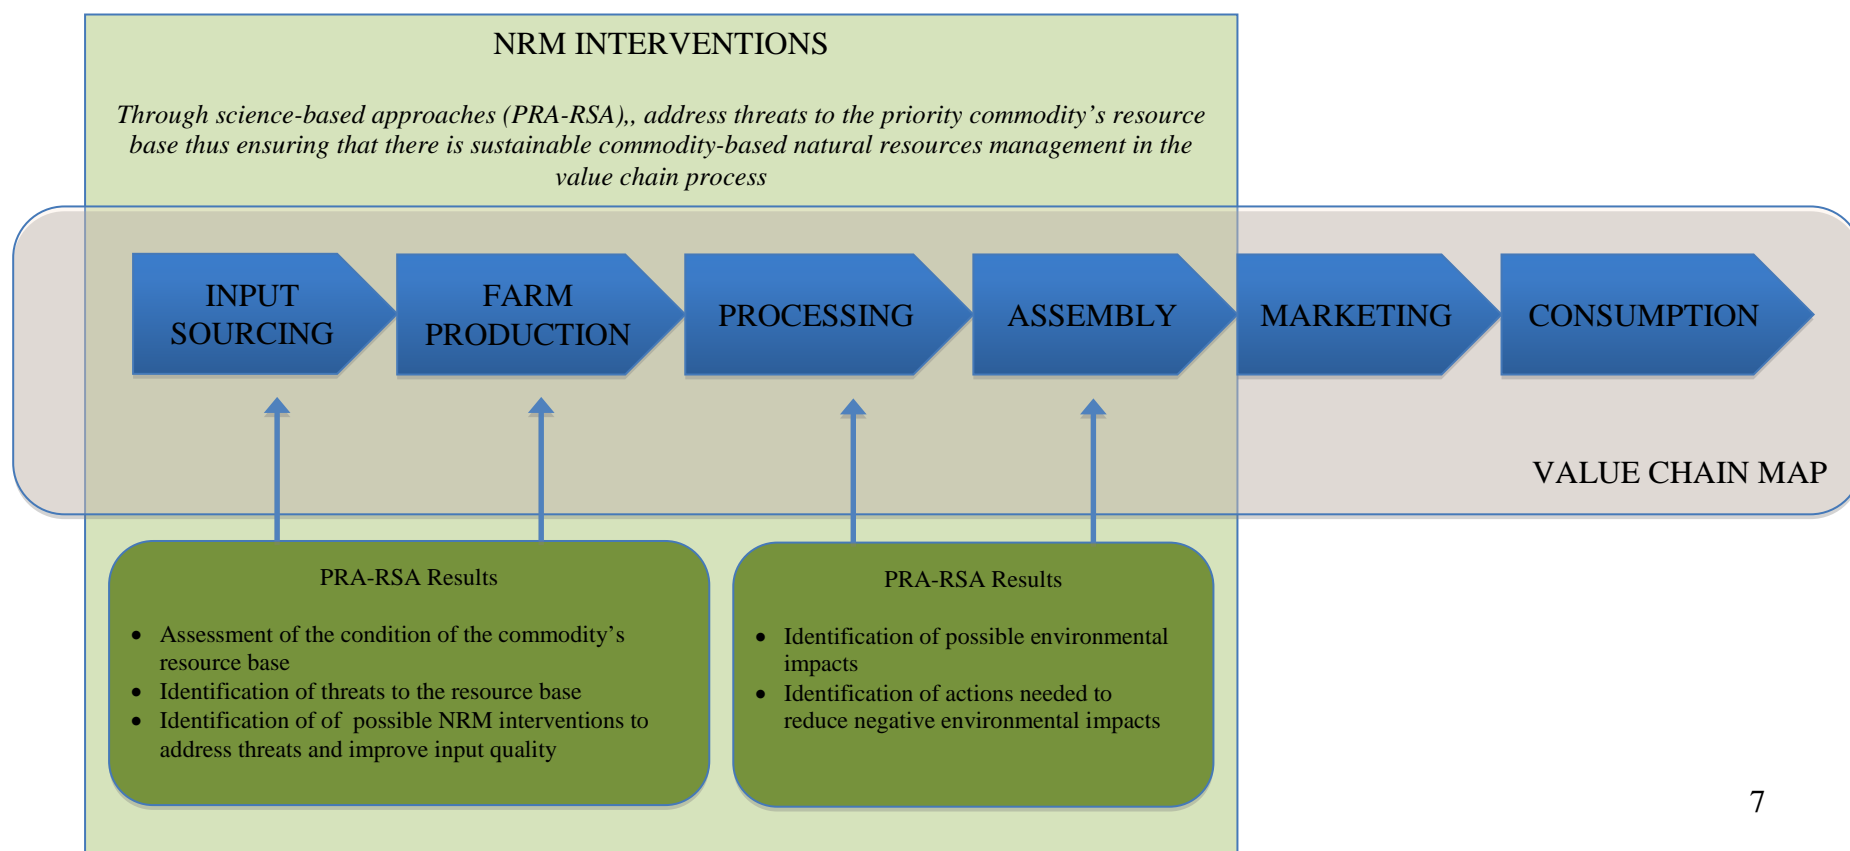 NRM INTERVENTIONS
Through science-based approaches (PRA-RSA),, address threats to the priority commodity’s resource
base thus ensuring that there is sustainable commodity-based natural resources management in the
value chain process
INPUT
SOURCING
FARM
PRODUCTION
PROCESSING
ASSEMBLY
MARKETING
CONSUMPTION
VALUE CHAIN MAP
PRA-RSA Results
• Assessment of the condition of the commodity’s
resource base
• Identification of threats to the resource base
• Identification of of possible NRM interventions to
address threats and improve input quality
PRA-RSA Results
• Identification of possible environmental
impacts
• Identification of actions needed to
reduce negative environmental impacts
7